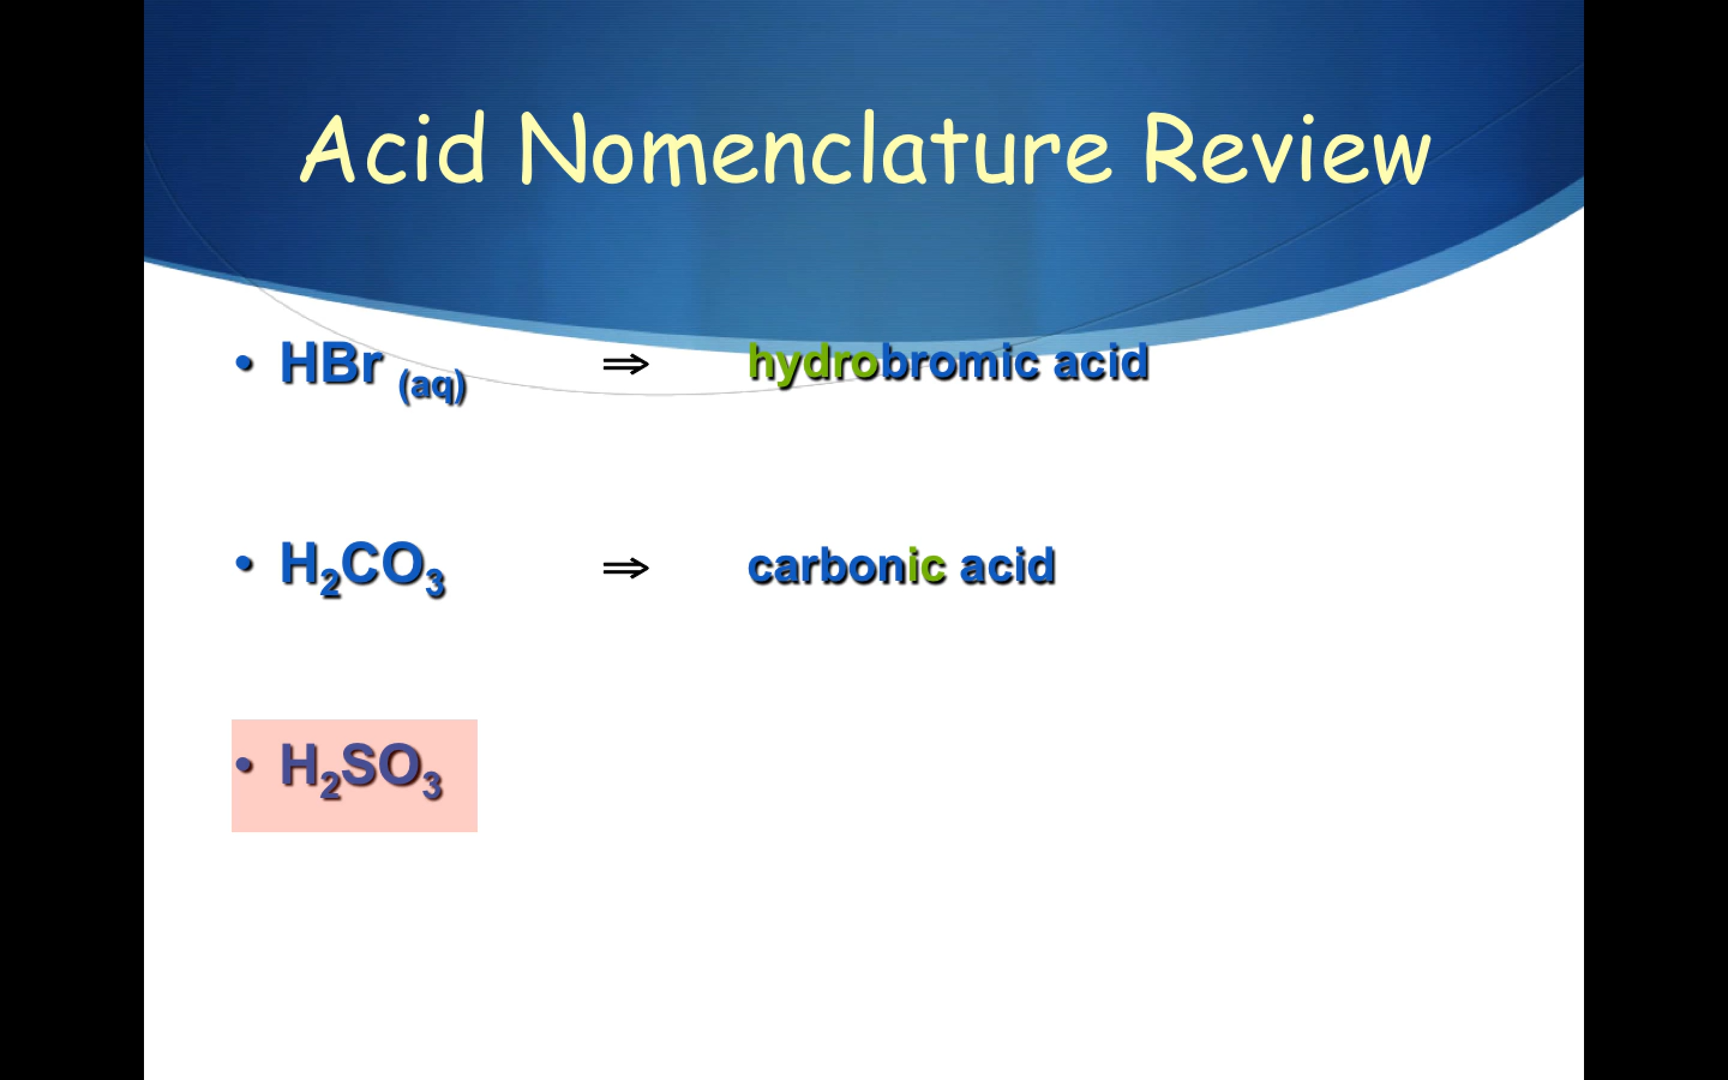 Acid Nomenclature Review
• HBr (aq) ⇒ hydrobromic acid
• H₂CO₃ ⇒ carbonic acid
• H₂SO₃